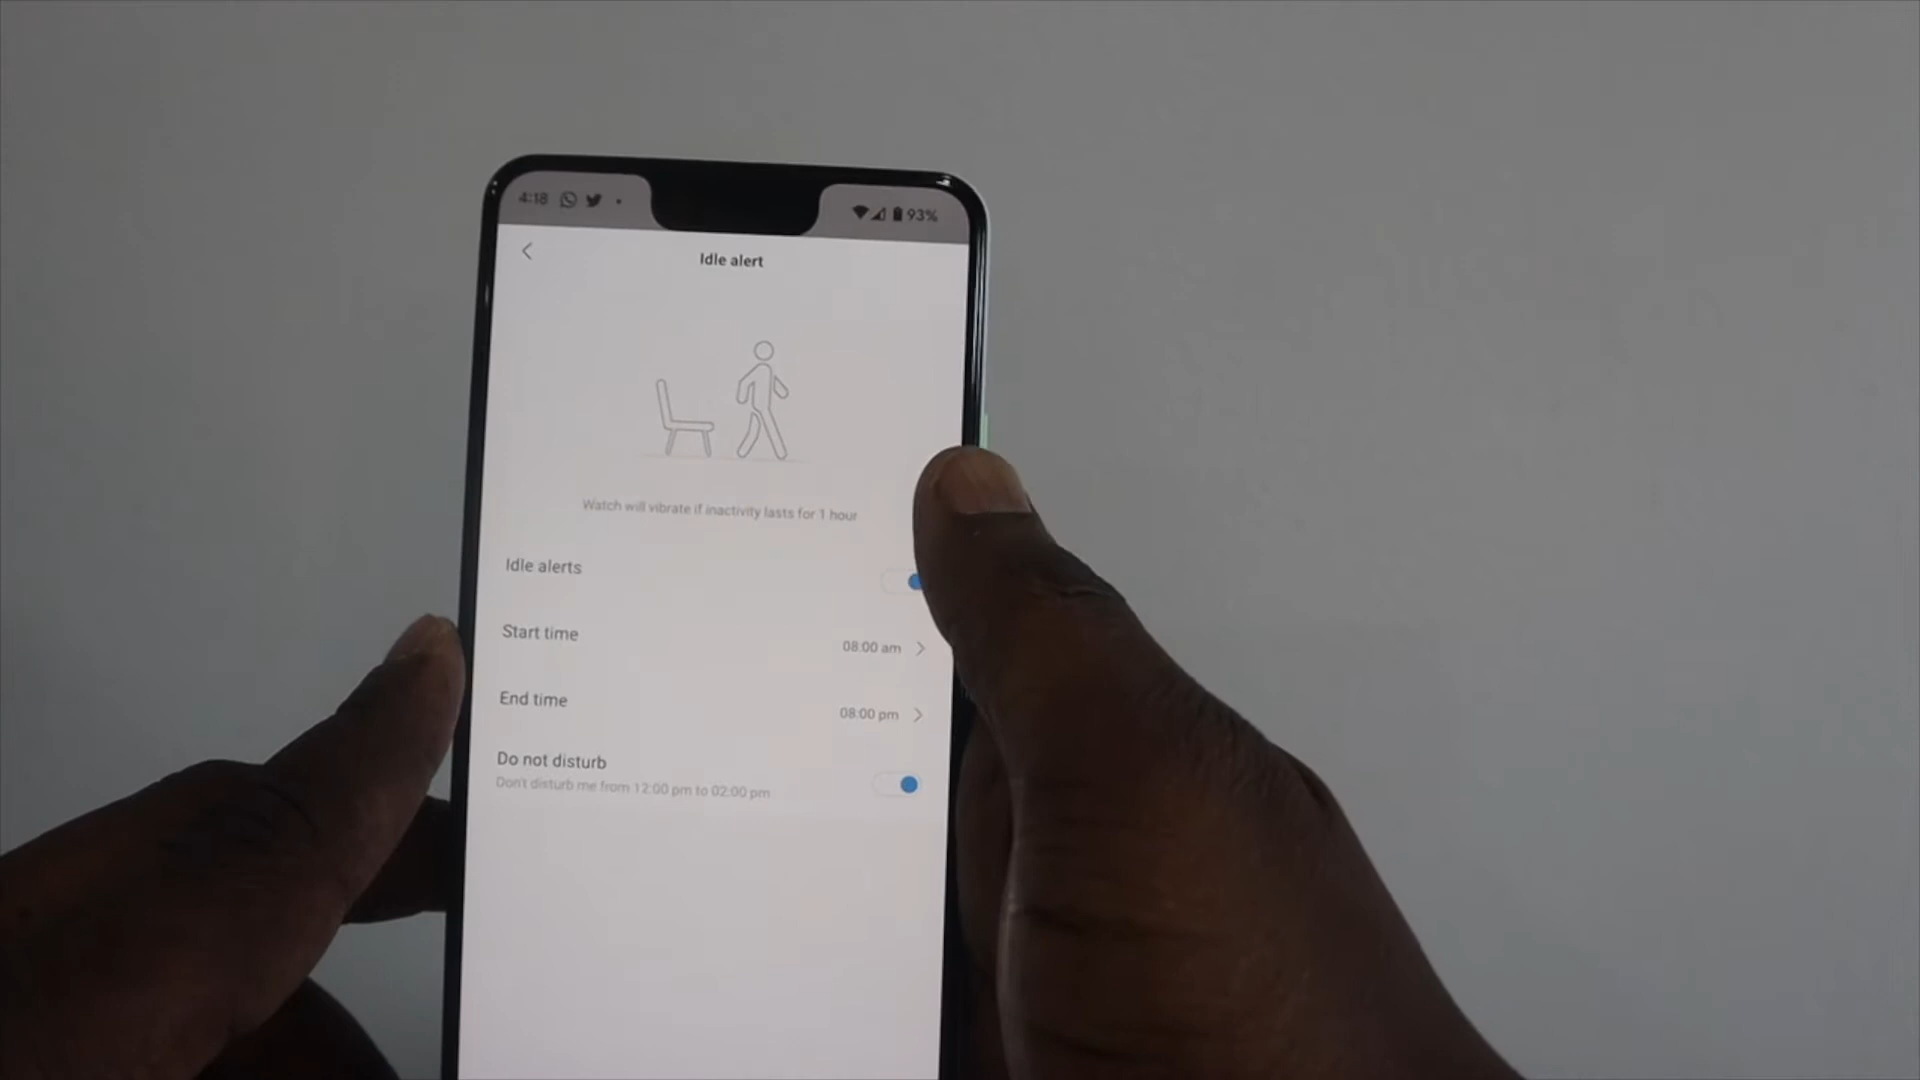 4:18
93%
Idle alert
Watch will vibrate if inactivity lasts for 1 hour
Idle alerts
Start time
08:00 am
End time
08:00 pm
Do not disturb
Don't disturb me from 12:00 pm to 02:00 pm